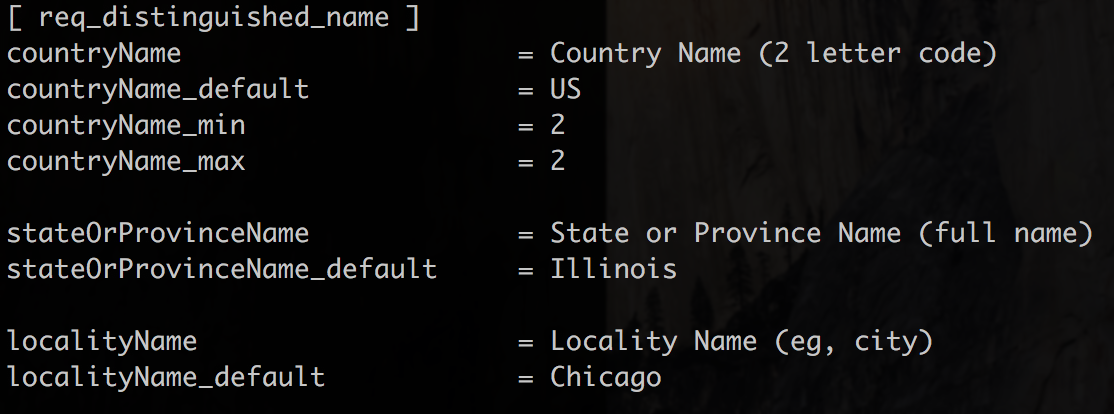 [ req_distinguished_name ]
countryName = Country Name (2 letter code)
countryName_default = US
countryName_min = 2
countryName_max = 2
stateOrProvinceName = State or Province Name (full name)
stateOrProvinceName_default = Illinois
localityName = Locality Name (eg, city)
localityName_default = Chicago